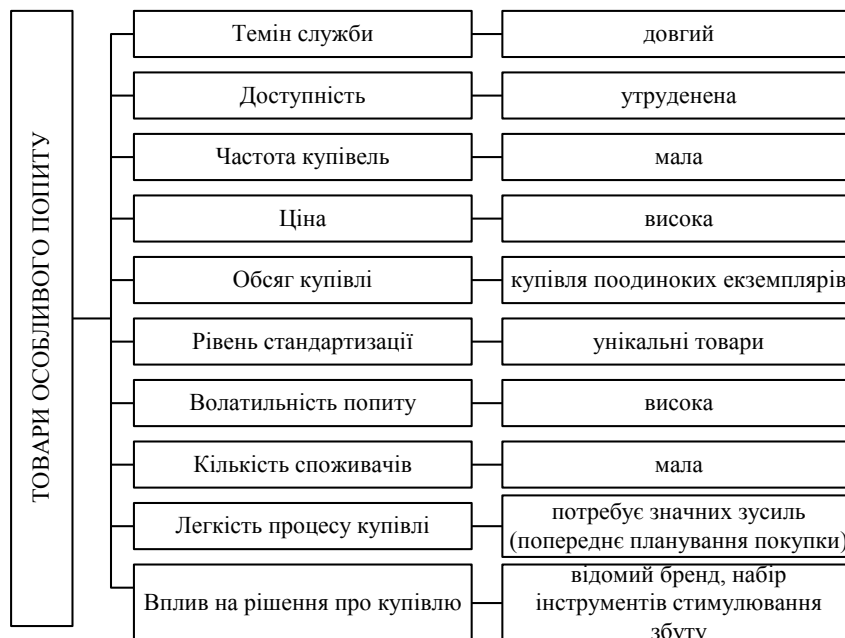 ТОВАРИ ОСОБЛИВОГО ПОПИТУ
Темін служби
довгий
Доступність
утруденена
Частота купівель
мала
Ціна
висока
Обсяг купівлі
купівля поодиноких екземплярів
Рівень стандартизації
унікальні товари
Волатильність попиту
висока
Кількість споживачів
мала
Легкість процесу купівлі
потребує значних зусиль
(попереднє планування покупки)
Вплив на рішення про купівлю
відомий бренд, набір
інструментів стимулювання
збуту